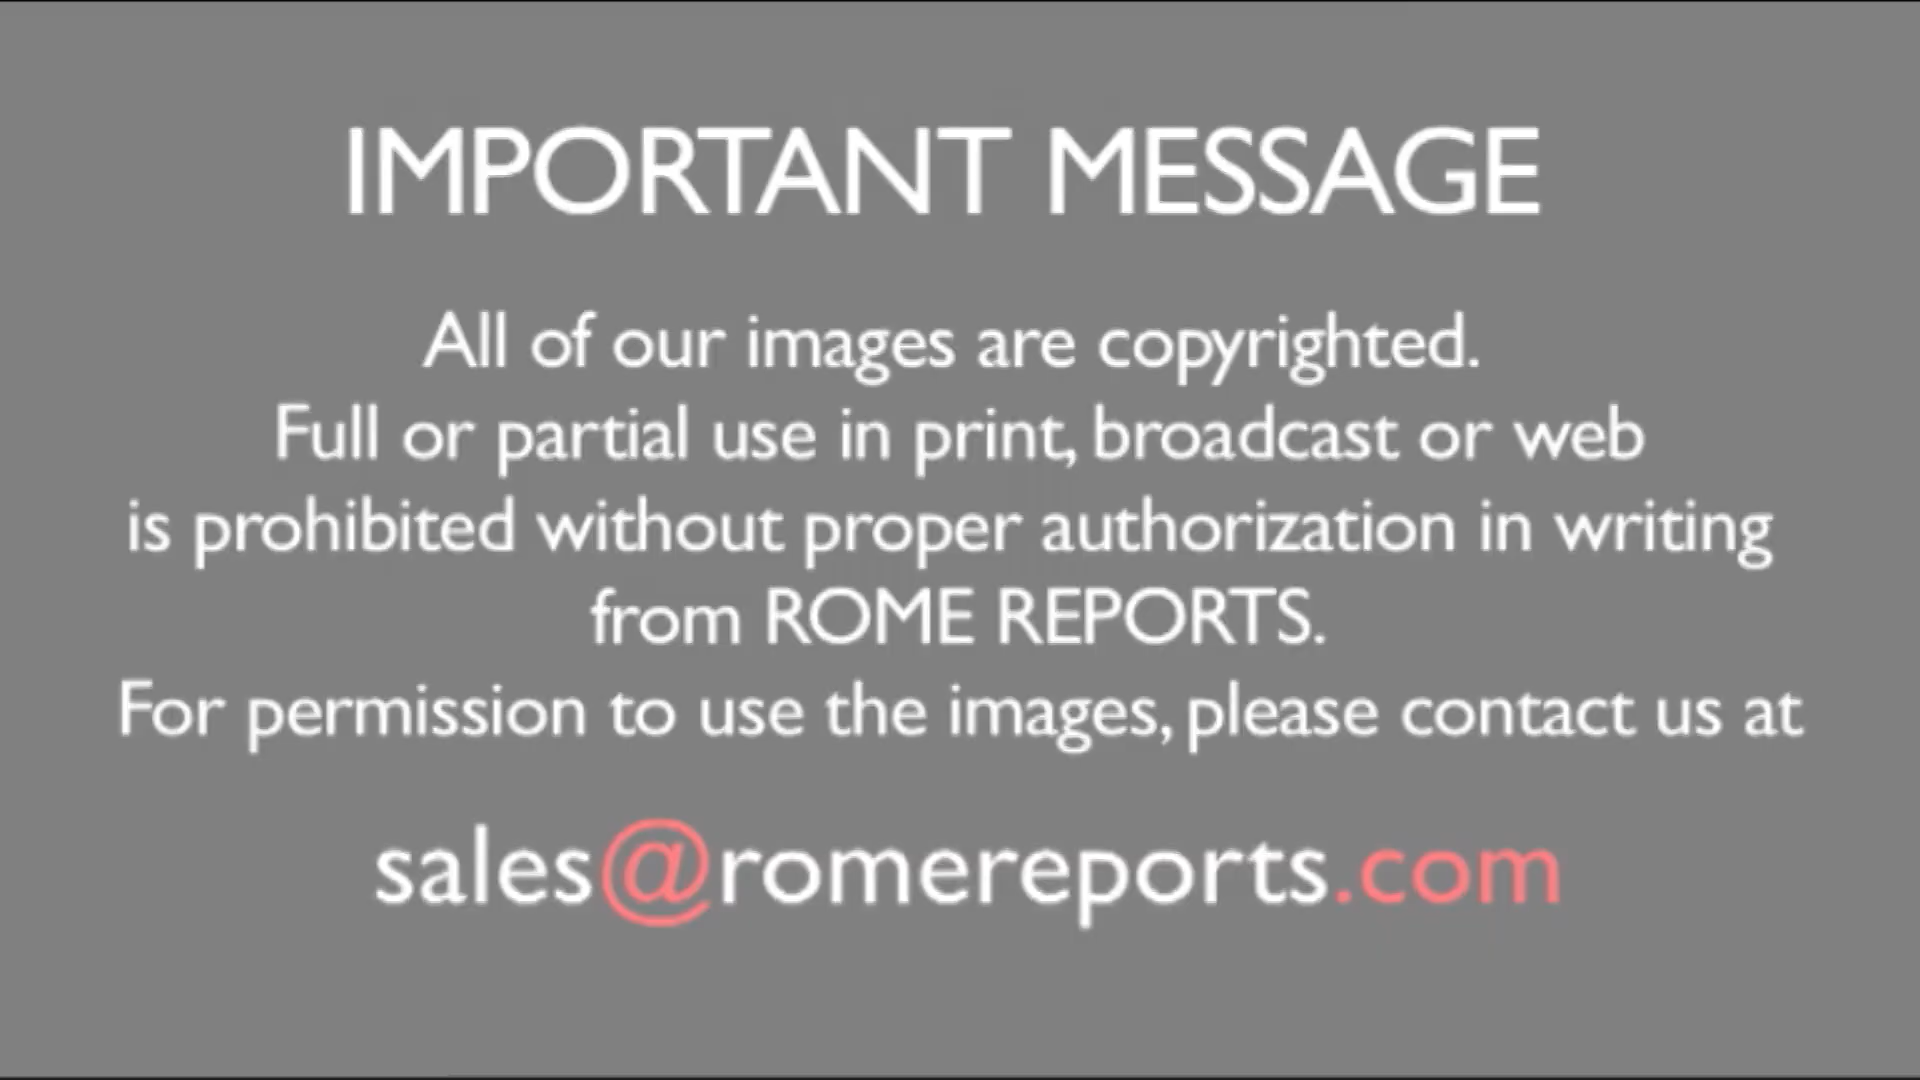 IMPORTANT MESSAGE
All of our images are copyrighted.
Full or partial use in print, broadcast or web
is prohibited without proper authorization in writing
from ROME REPORTS.
For permission to use the images, please contact us at
sales@romereports.com